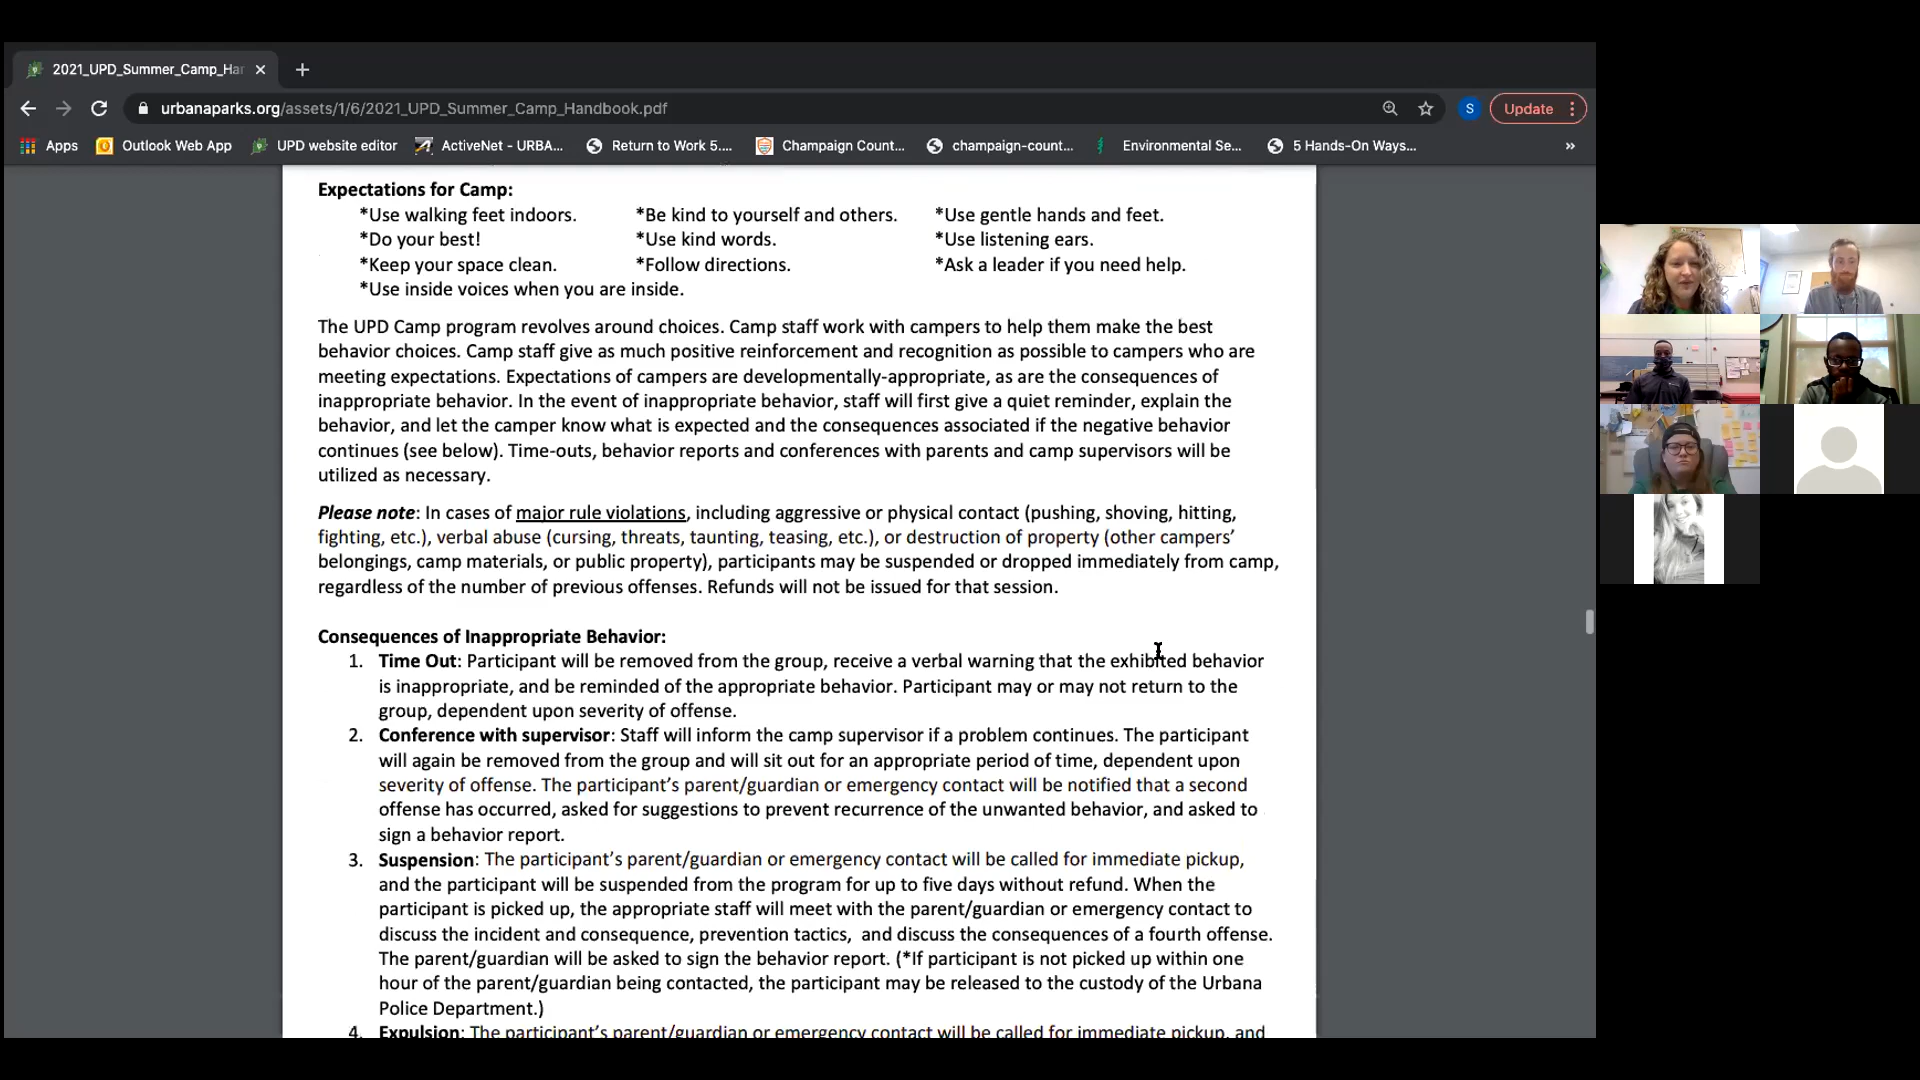 2021_UPD_Summer_Camp_Har
urbanaparks.org/assets/1/6/2021_UPD_Summer_Camp_Handbook.pdf
S
Update
Apps
Outlook Web App
UPD website editor
ActiveNet - URBA...
Return to Work 5....
Champaign Count...
champaign-count...
Environmental Se...
5 Hands-On Ways...
»
Expectations for Camp:
*Use walking feet indoors. *Be kind to yourself and others. *Use gentle hands and feet.
*Do your best! *Use kind words. *Use listening ears.
*Keep your space clean. *Follow directions. *Ask a leader if you need help.
*Use inside voices when you are inside.
The UPD Camp program revolves around choices. Camp staff work with campers to help them make the best
behavior choices. Camp staff give as much positive reinforcement and recognition as possible to campers who are
meeting expectations. Expectations of campers are developmentally-appropriate, as are the consequences of
inappropriate behavior. In the event of inappropriate behavior, staff will first give a quiet reminder, explain the
behavior, and let the camper know what is expected and the consequences associated if the negative behavior
continues (see below). Time-outs, behavior reports and conferences with parents and camp supervisors will be
utilized as necessary.
Please note: In cases of major rule violations, including aggressive or physical contact (pushing, shoving, hitting,
fighting, etc.), verbal abuse (cursing, threats, taunting, teasing, etc.), or destruction of property (other campers'
belongings, camp materials, or public property), participants may be suspended or dropped immediately from camp,
regardless of the number of previous offenses. Refunds will not be issued for that session.
Consequences of Inappropriate Behavior:
1. Time Out: Participant will be removed from the group, receive a verbal warning that the exhibited behavior
is inappropriate, and be reminded of the appropriate behavior. Participant may or may not return to the
group, dependent upon severity of offense.
2. Conference with supervisor: Staff will inform the camp supervisor if a problem continues. The participant
will again be removed from the group and will sit out for an appropriate period of time, dependent upon
severity of offense. The participant's parent/guardian or emergency contact will be notified that a second
offense has occurred, asked for suggestions to prevent recurrence of the unwanted behavior, and asked to
sign a behavior report.
3. Suspension: The participant's parent/guardian or emergency contact will be called for immediate pickup,
and the participant will be suspended from the program for up to five days without refund. When the
participant is picked up, the appropriate staff will meet with the parent/guardian or emergency contact to
discuss the incident and consequence, prevention tactics,  and discuss the consequences of a fourth offense.
The parent/guardian will be asked to sign the behavior report. (*If participant is not picked up within one
hour of the parent/guardian being contacted, the participant may be released to the custody of the Urbana
Police Department.)
4. Expulsion: The participant's parent/guardian or emergency contact will be called for immediate pickup, and